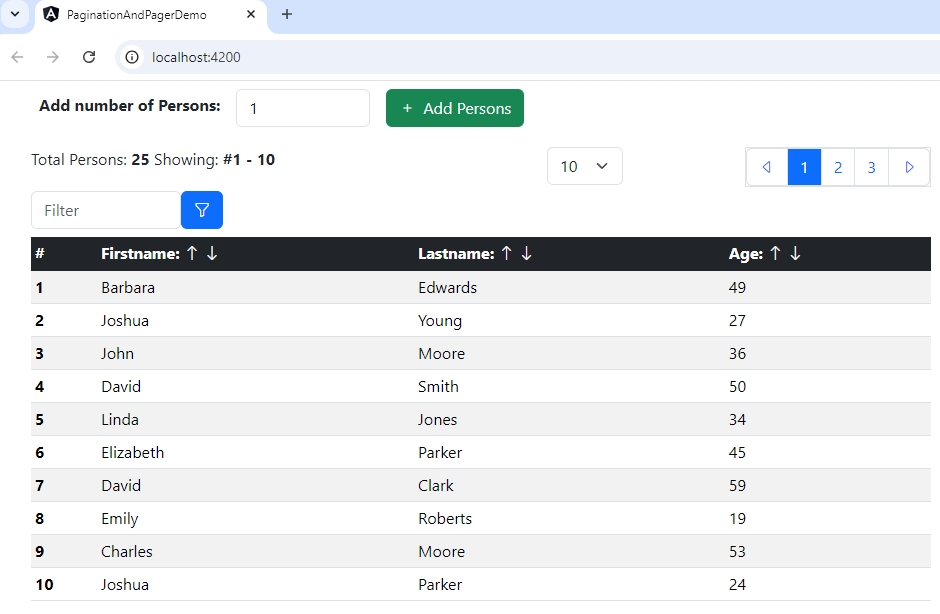 PaginationAndPagerDemo
localhost:4200
Add number of Persons: 1 + Add Persons
Total Persons: 25 Showing: #1 - 10 10 1 2 3
Filter
# Firstname: ↑ ↓ Lastname: ↑ ↓ Age: ↑ ↓
1 Barbara Edwards 49
2 Joshua Young 27
3 John Moore 36
4 David Smith 50
5 Linda Jones 34
6 Elizabeth Parker 45
7 David Clark 59
8 Emily Roberts 19
9 Charles Moore 53
10 Joshua Parker 24